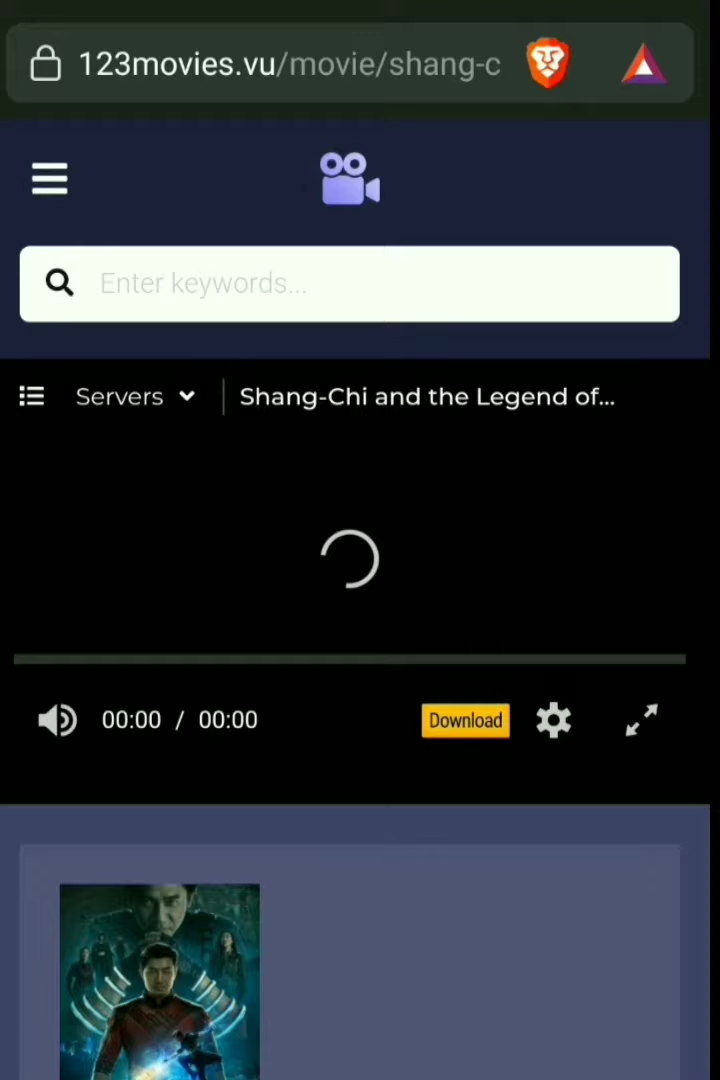 123movies.vu/movie/shang-c
Enter keywords...
Servers
Shang-Chi and the Legend of...
00:00 / 00:00
Download